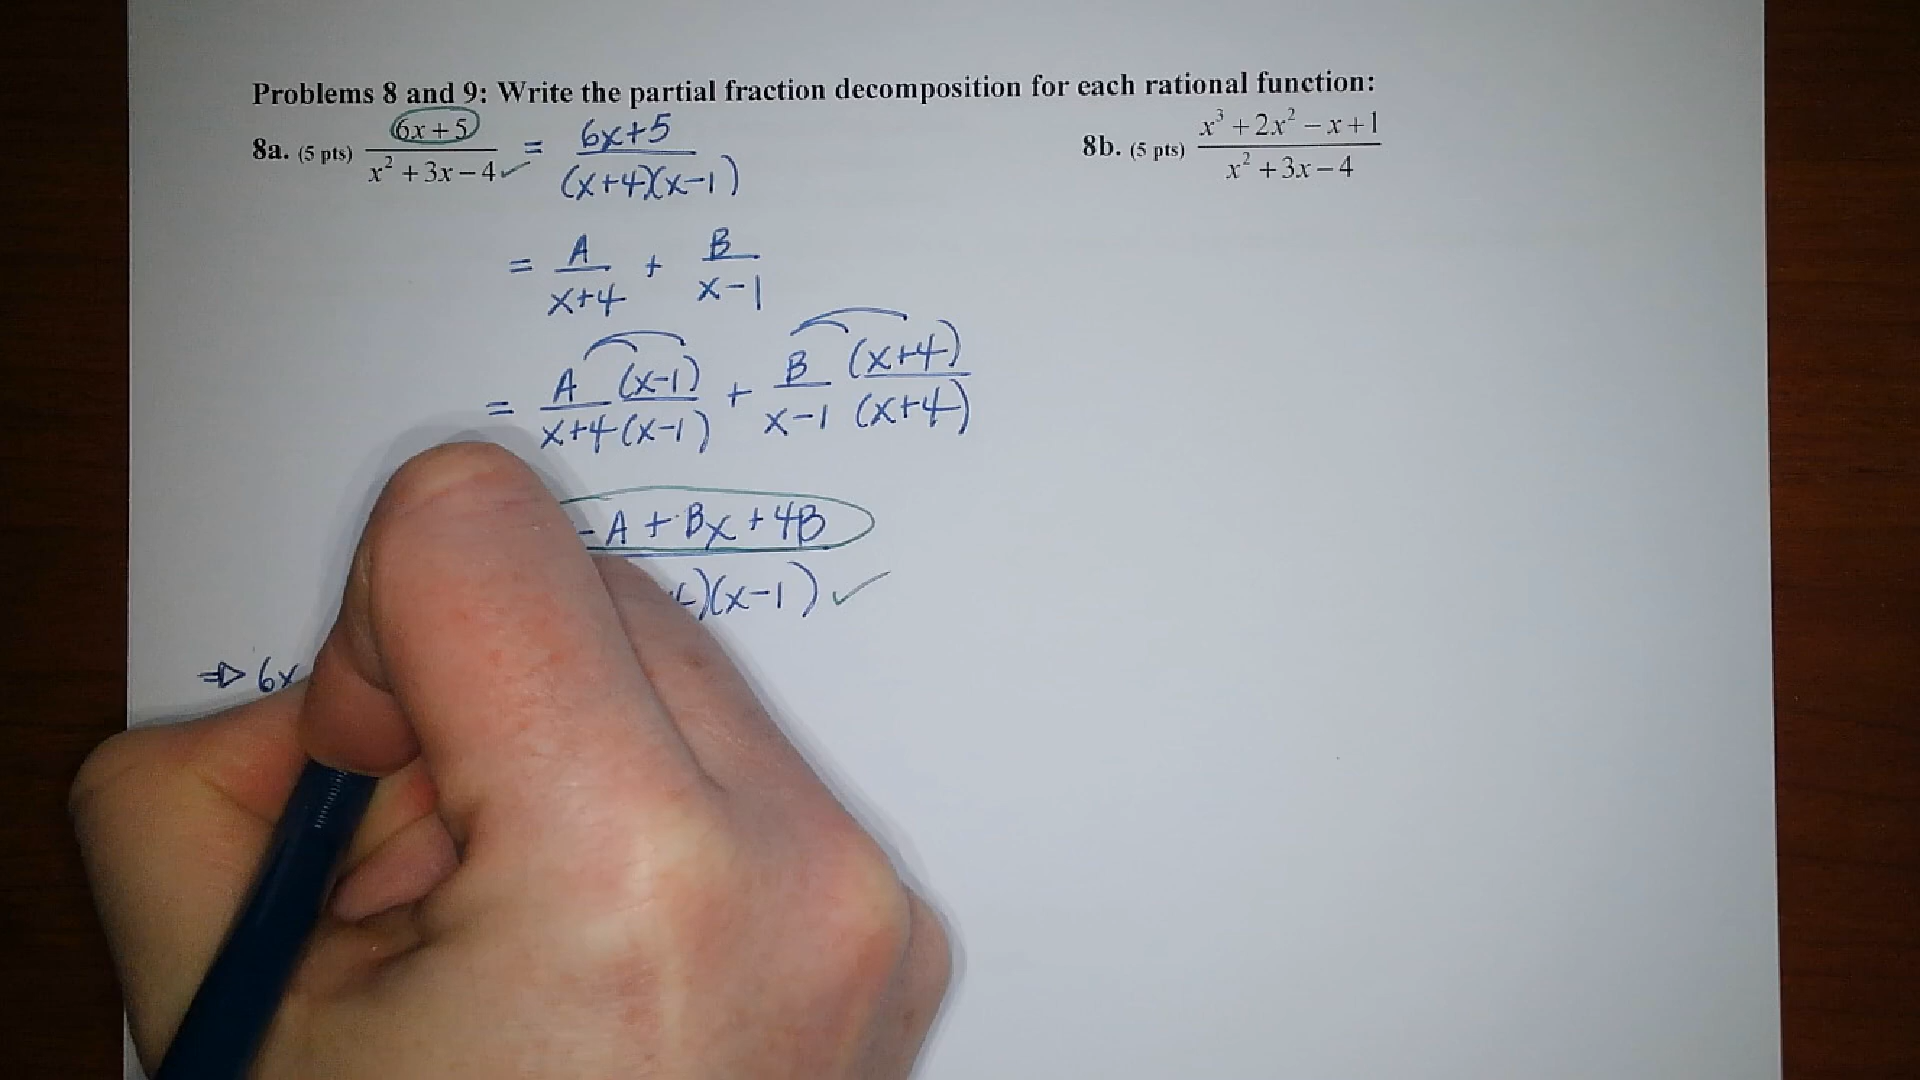 Problems 8 and 9: Write the partial fraction decomposition for each rational function:
8a. (5 pts) 6x + 5 / x² + 3x − 4 ✓ = 6x+5 / (x+4)(x−1)
8b. (5 pts) x³ + 2x² − x + 1 / x² + 3x − 4
= A / x+4 + B / x−1
= A (x−1) / x+4 (x−1) + B (x+4) / x−1 (x+4)
−A + Bx + 4B
)(x−1) ✓
⇒ 6x